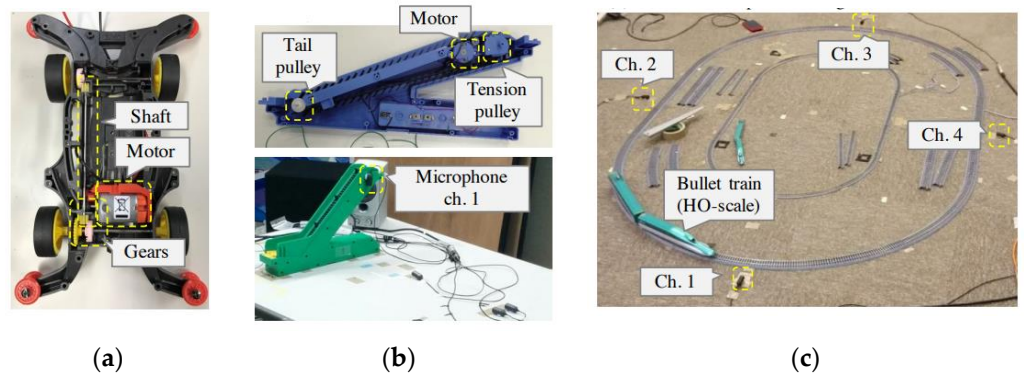 Shaft
Motor
Gears
Motor
Tail
pulley
Tension
pulley
Microphone
ch. 1
Ch. 3
Ch. 2
Ch. 4
Bullet train
(HO-scale)
Ch. 1
(a)
(b)
(c)